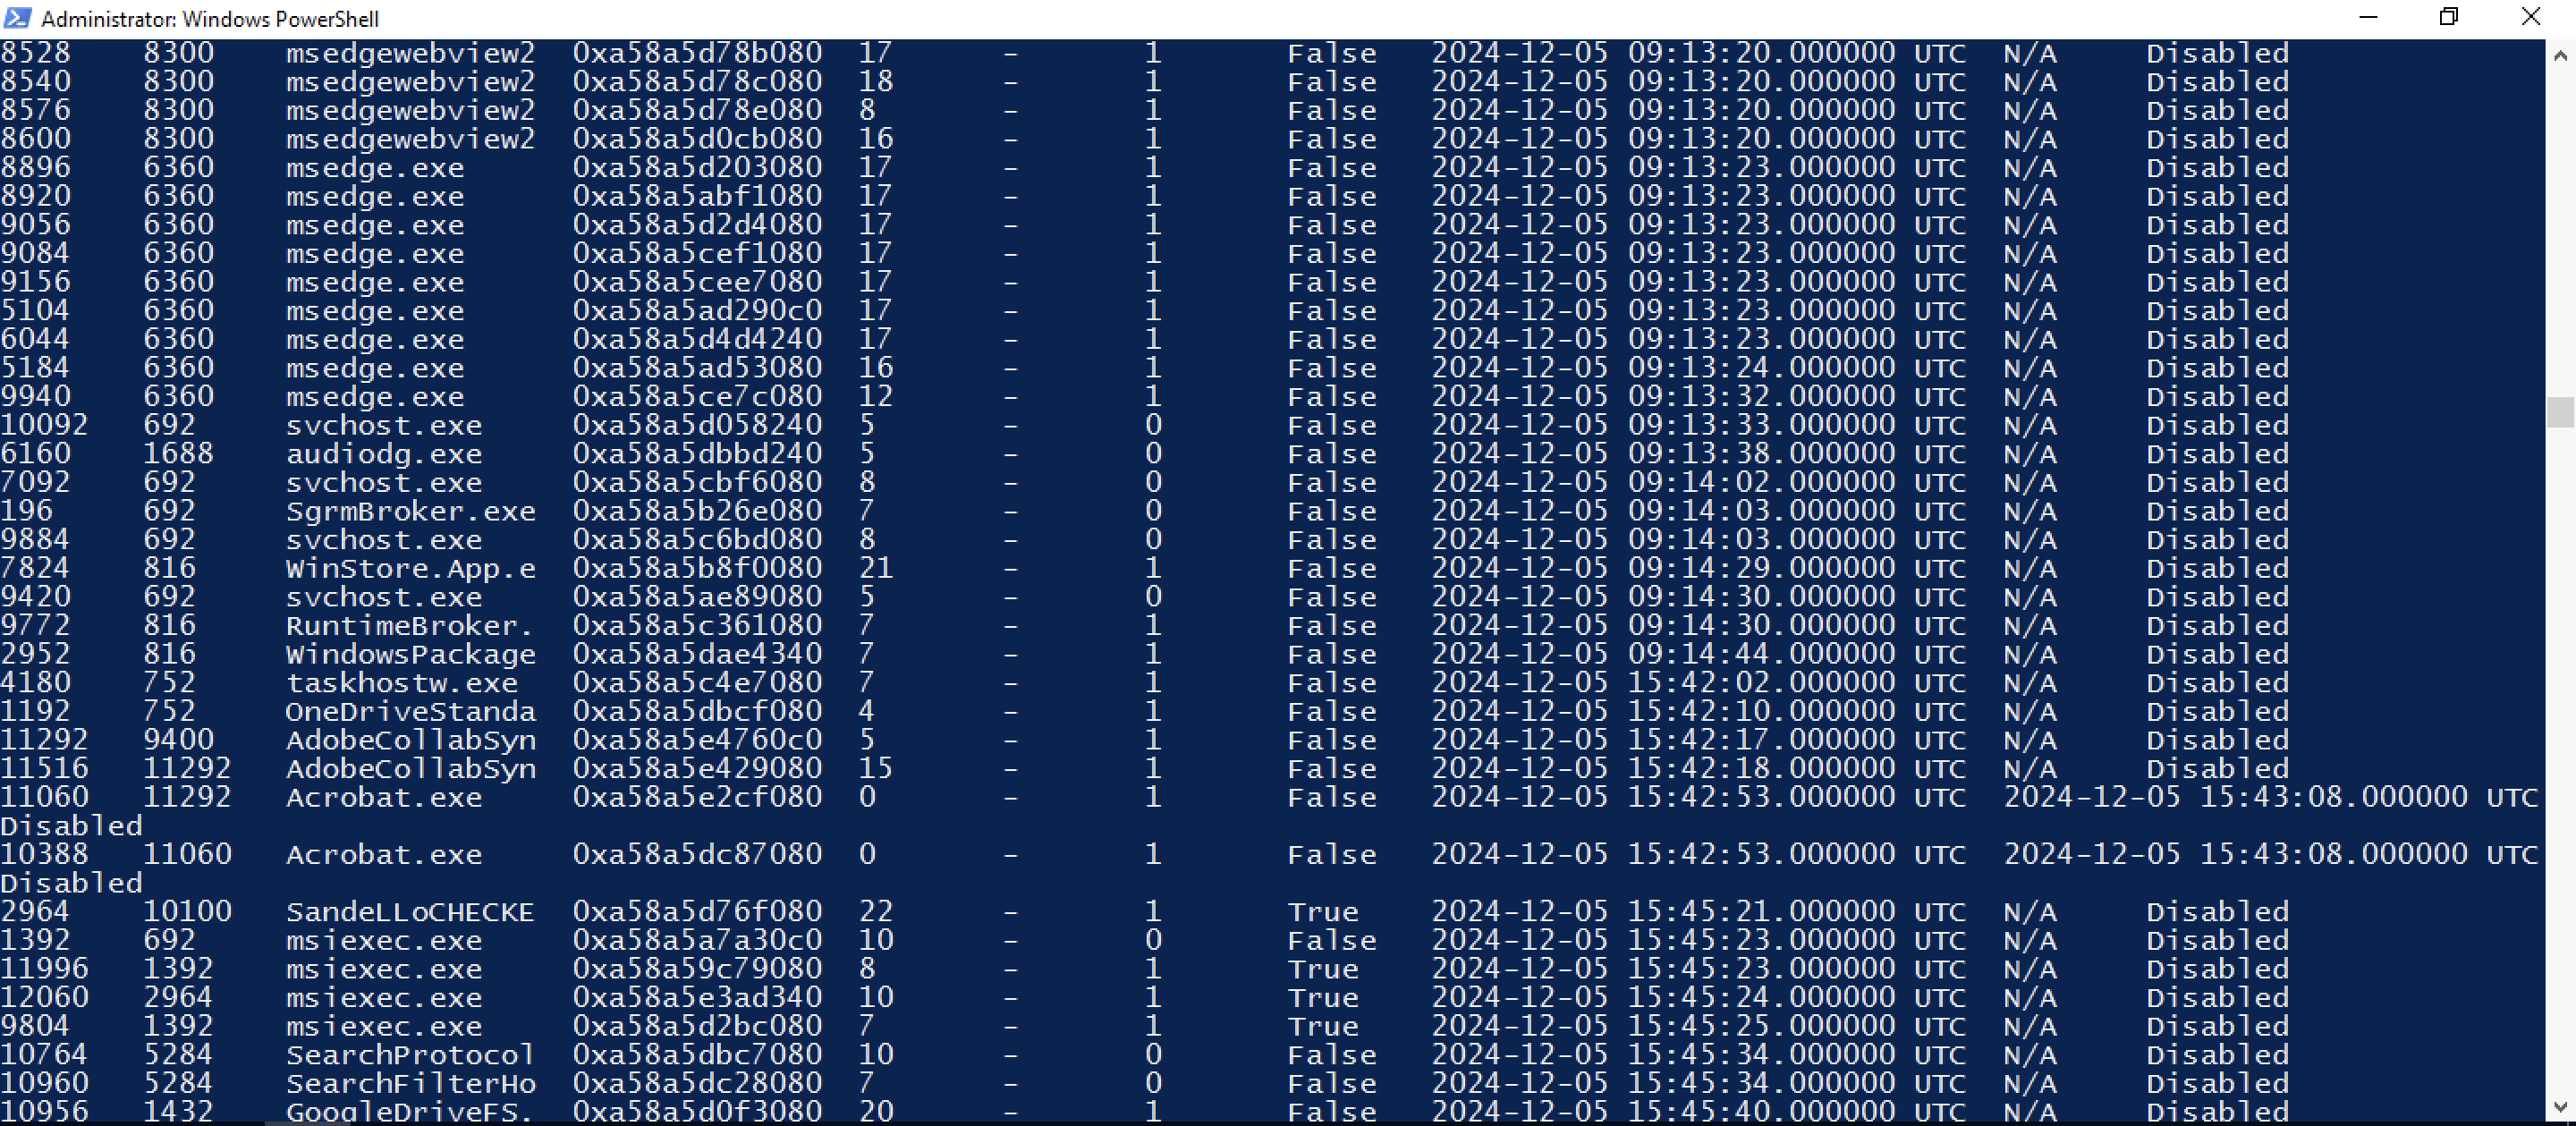 Administrator: Windows PowerShell
8528 8300 msedgewebview2 0xa58a5d78b080 17 - 1 False 2024-12-05 09:13:20.000000 UTC N/A Disabled
8540 8300 msedgewebview2 0xa58a5d78c080 18 - 1 False 2024-12-05 09:13:20.000000 UTC N/A Disabled
8576 8300 msedgewebview2 0xa58a5d78e080 8 - 1 False 2024-12-05 09:13:20.000000 UTC N/A Disabled
8600 8300 msedgewebview2 0xa58a5d0cb080 16 - 1 False 2024-12-05 09:13:20.000000 UTC N/A Disabled
8896 6360 msedge.exe 0xa58a5d203080 17 - 1 False 2024-12-05 09:13:23.000000 UTC N/A Disabled
8920 6360 msedge.exe 0xa58a5abf1080 17 - 1 False 2024-12-05 09:13:23.000000 UTC N/A Disabled
9056 6360 msedge.exe 0xa58a5d2d4080 17 - 1 False 2024-12-05 09:13:23.000000 UTC N/A Disabled
9084 6360 msedge.exe 0xa58a5cef1080 17 - 1 False 2024-12-05 09:13:23.000000 UTC N/A Disabled
9156 6360 msedge.exe 0xa58a5cee7080 17 - 1 False 2024-12-05 09:13:23.000000 UTC N/A Disabled
5104 6360 msedge.exe 0xa58a5ad290c0 17 - 1 False 2024-12-05 09:13:23.000000 UTC N/A Disabled
6044 6360 msedge.exe 0xa58a5d4d4240 17 - 1 False 2024-12-05 09:13:23.000000 UTC N/A Disabled
5184 6360 msedge.exe 0xa58a5ad53080 16 - 1 False 2024-12-05 09:13:24.000000 UTC N/A Disabled
9940 6360 msedge.exe 0xa58a5ce7c080 12 - 1 False 2024-12-05 09:13:32.000000 UTC N/A Disabled
10092 692 svchost.exe 0xa58a5d058240 5 - 0 False 2024-12-05 09:13:33.000000 UTC N/A Disabled
6160 1688 audiodg.exe 0xa58a5dbbd240 5 - 0 False 2024-12-05 09:13:38.000000 UTC N/A Disabled
7092 692 svchost.exe 0xa58a5cbf6080 8 - 0 False 2024-12-05 09:14:02.000000 UTC N/A Disabled
196 692 SgrmBroker.exe 0xa58a5b26e080 7 - 0 False 2024-12-05 09:14:03.000000 UTC N/A Disabled
9884 692 svchost.exe 0xa58a5c6bd080 8 - 0 False 2024-12-05 09:14:03.000000 UTC N/A Disabled
7824 816 WinStore.App.e 0xa58a5b8f0080 21 - 1 False 2024-12-05 09:14:29.000000 UTC N/A Disabled
9420 692 svchost.exe 0xa58a5ae89080 5 - 0 False 2024-12-05 09:14:30.000000 UTC N/A Disabled
9772 816 RuntimeBroker. 0xa58a5c361080 7 - 1 False 2024-12-05 09:14:30.000000 UTC N/A Disabled
2952 816 WindowsPackage 0xa58a5dae4340 7 - 1 False 2024-12-05 09:14:44.000000 UTC N/A Disabled
4180 752 taskhostw.exe 0xa58a5c4e7080 7 - 1 False 2024-12-05 15:42:02.000000 UTC N/A Disabled
1192 752 OneDriveStanda 0xa58a5dbcf080 4 - 1 False 2024-12-05 15:42:10.000000 UTC N/A Disabled
11292 9400 AdobeCollabSyn 0xa58a5e4760c0 5 - 1 False 2024-12-05 15:42:17.000000 UTC N/A Disabled
11516 11292 AdobeCollabSyn 0xa58a5e429080 15 - 1 False 2024-12-05 15:42:18.000000 UTC N/A Disabled
11060 11292 Acrobat.exe 0xa58a5e2cf080 0 - 1 False 2024-12-05 15:42:53.000000 UTC 2024-12-05 15:43:08.000000 UTC
Disabled
10388 11060 Acrobat.exe 0xa58a5dc87080 0 - 1 False 2024-12-05 15:42:53.000000 UTC 2024-12-05 15:43:08.000000 UTC
Disabled
2964 10100 SandeLLoCHECKE 0xa58a5d76f080 22 - 1 True 2024-12-05 15:45:21.000000 UTC N/A Disabled
1392 692 msiexec.exe 0xa58a5a7a30c0 10 - 0 False 2024-12-05 15:45:23.000000 UTC N/A Disabled
11996 1392 msiexec.exe 0xa58a59c79080 8 - 1 True 2024-12-05 15:45:23.000000 UTC N/A Disabled
12060 2964 msiexec.exe 0xa58a5e3ad340 10 - 1 True 2024-12-05 15:45:24.000000 UTC N/A Disabled
9804 1392 msiexec.exe 0xa58a5d2bc080 7 - 1 True 2024-12-05 15:45:25.000000 UTC N/A Disabled
10764 5284 SearchProtocol 0xa58a5dbc7080 10 - 0 False 2024-12-05 15:45:34.000000 UTC N/A Disabled
10960 5284 SearchFilterHo 0xa58a5dc28080 7 - 0 False 2024-12-05 15:45:34.000000 UTC N/A Disabled
10956 1432 GoogleDriveFS. 0xa58a5d0f3080 20 - 1 False 2024-12-05 15:45:40.000000 UTC N/A Disabled